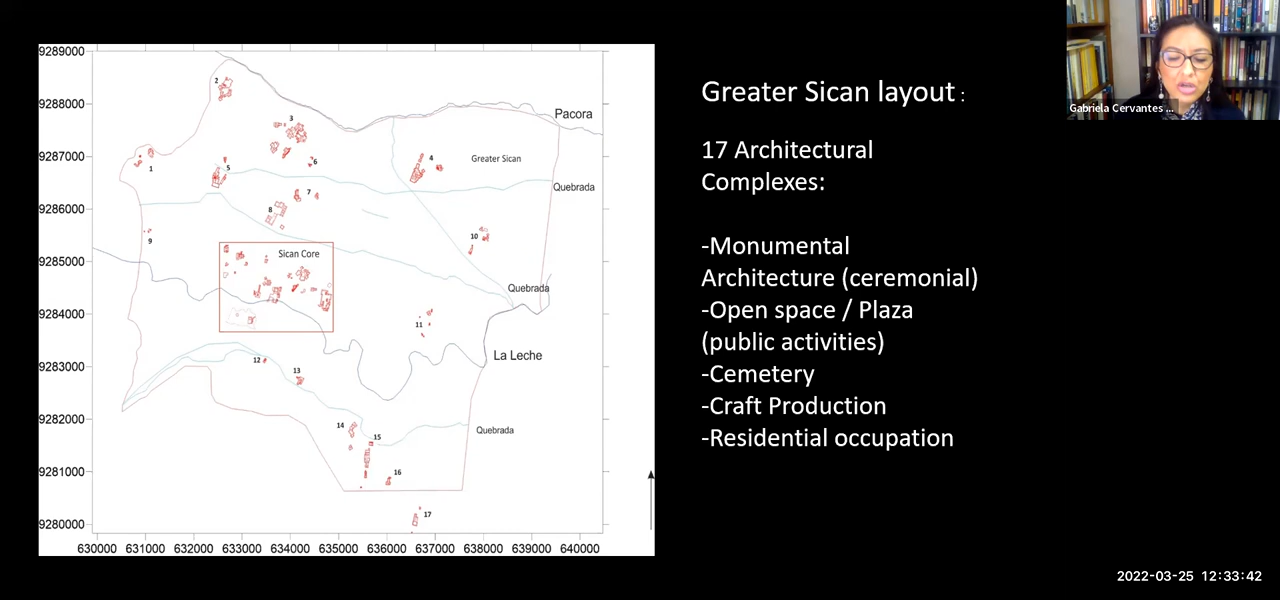 9289000
9288000
9287000
9286000
9285000
9284000
9283000
9282000
9281000
9280000
630000 631000 632000 633000 634000 635000 636000 637000 638000 639000 640000
2
Pacora
3
1
5
6
4
Greater Sican
Quebrada
7
8
9
10
Sican Core
Quebrada
11
La Leche
12
13
14
15
Quebrada
16
17
Greater Sican layout :
17 Architectural
Complexes:
-Monumental
Architecture (ceremonial)
-Open space / Plaza
(public activities)
-Cemetery
-Craft Production
-Residential occupation
Gabriela Cervantes ...
2022-03-25 12:33:42